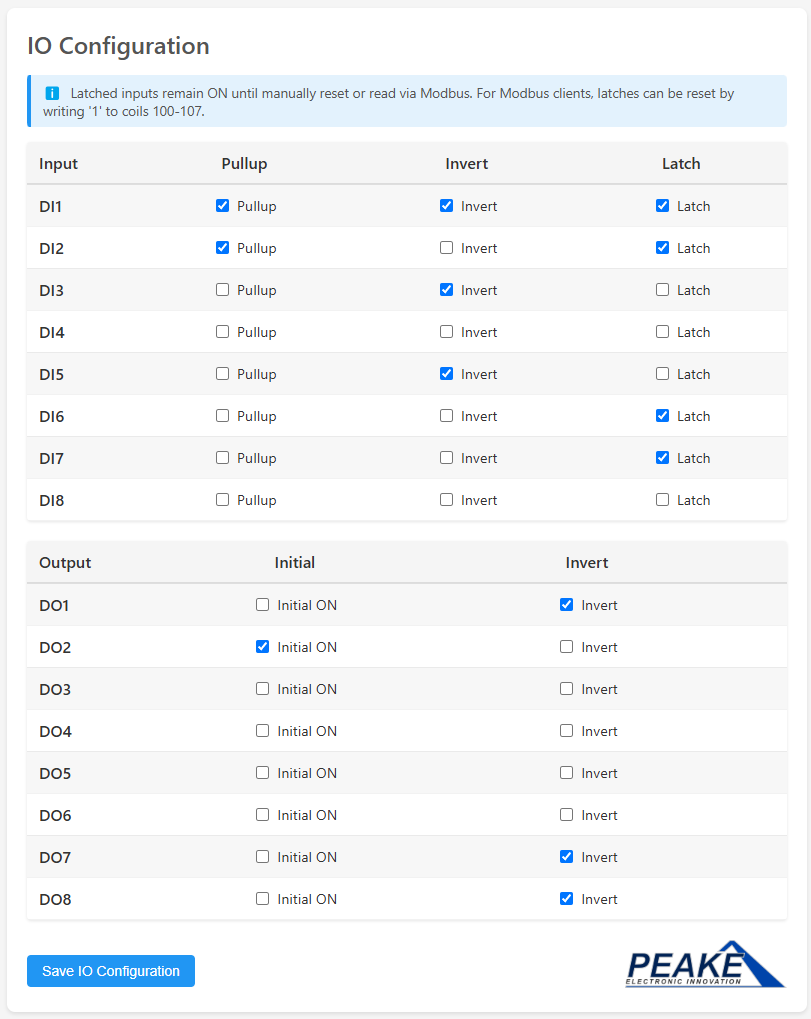 IO Configuration
Latched inputs remain ON until manually reset or read via Modbus. For Modbus clients, latches can be reset by
writing '1' to coils 100-107.
Input Pullup Invert Latch
DI1 Pullup Invert Latch
DI2 Pullup Invert Latch
DI3 Pullup Invert Latch
DI4 Pullup Invert Latch
DI5 Pullup Invert Latch
DI6 Pullup Invert Latch
DI7 Pullup Invert Latch
DI8 Pullup Invert Latch
Output Initial Invert
DO1 Initial ON Invert
DO2 Initial ON Invert
DO3 Initial ON Invert
DO4 Initial ON Invert
DO5 Initial ON Invert
DO6 Initial ON Invert
DO7 Initial ON Invert
DO8 Initial ON Invert
Save IO Configuration
PEAKE
ELECTRONIC INNOVATION